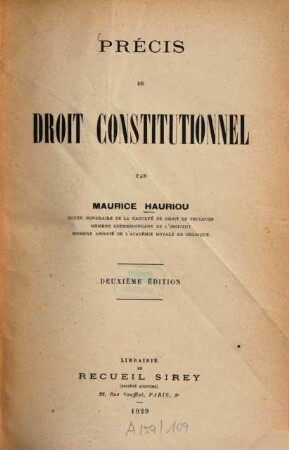 PRÉCIS
DE
DROIT CONSTITUTIONNEL
PAR
MAURICE HAURIOU
DOYEN HONORAIRE DE LA FACULTÉ DE DROIT DE TOULOUSE
MEMBRE CORRESPONDANT DE L'INSTITUT
MEMBRE ASSOCIÉ DE L'ACADÉMIE ROYALE DE BELGIQUE
DEUXIÈME ÉDITION
LIBRAIRIE
DU
RECUEIL SIREY
(SOCIÉTÉ ANONYME)
22, Rue Soufflot, PARIS, 5e
1929
A 159/109